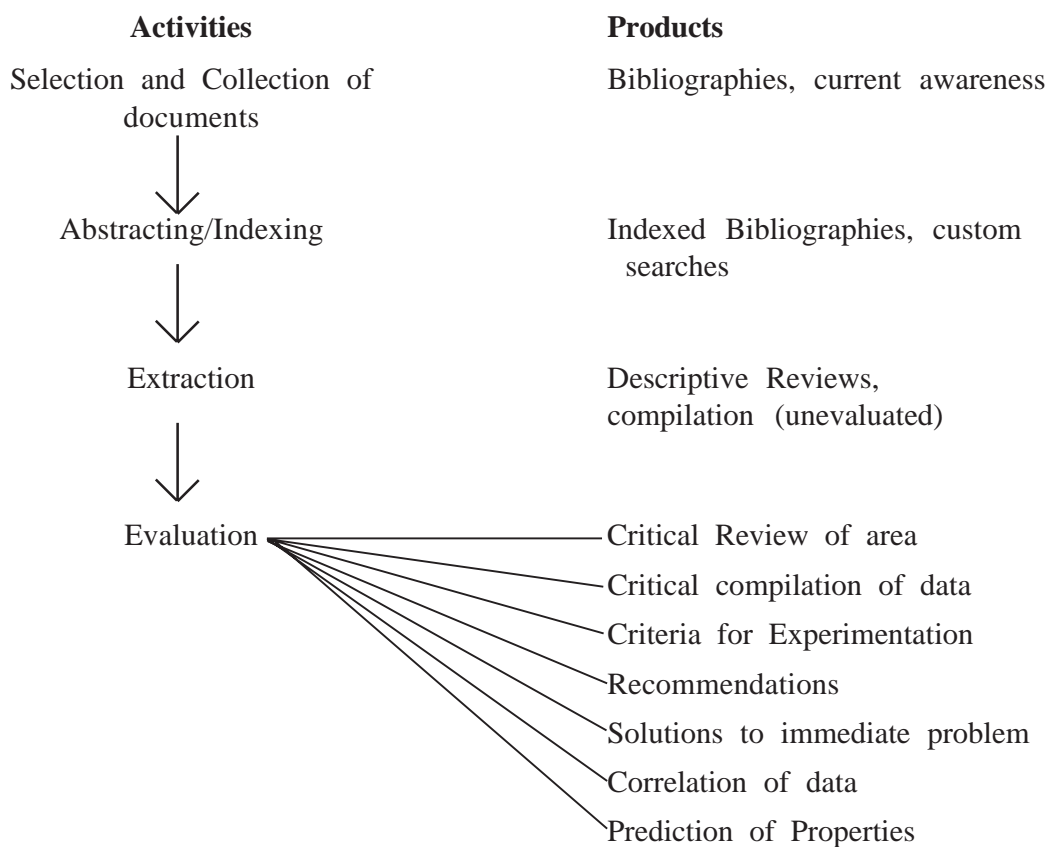 Activities Products
Selection and Collection of Bibliographies, current awareness
documents
Abstracting/Indexing Indexed Bibliographies, custom
searches
Extraction Descriptive Reviews,
compilation (unevaluated)
Evaluation Critical Review of area
Critical compilation of data
Criteria for Experimentation
Recommendations
Solutions to immediate problem
Correlation of data
Prediction of Properties